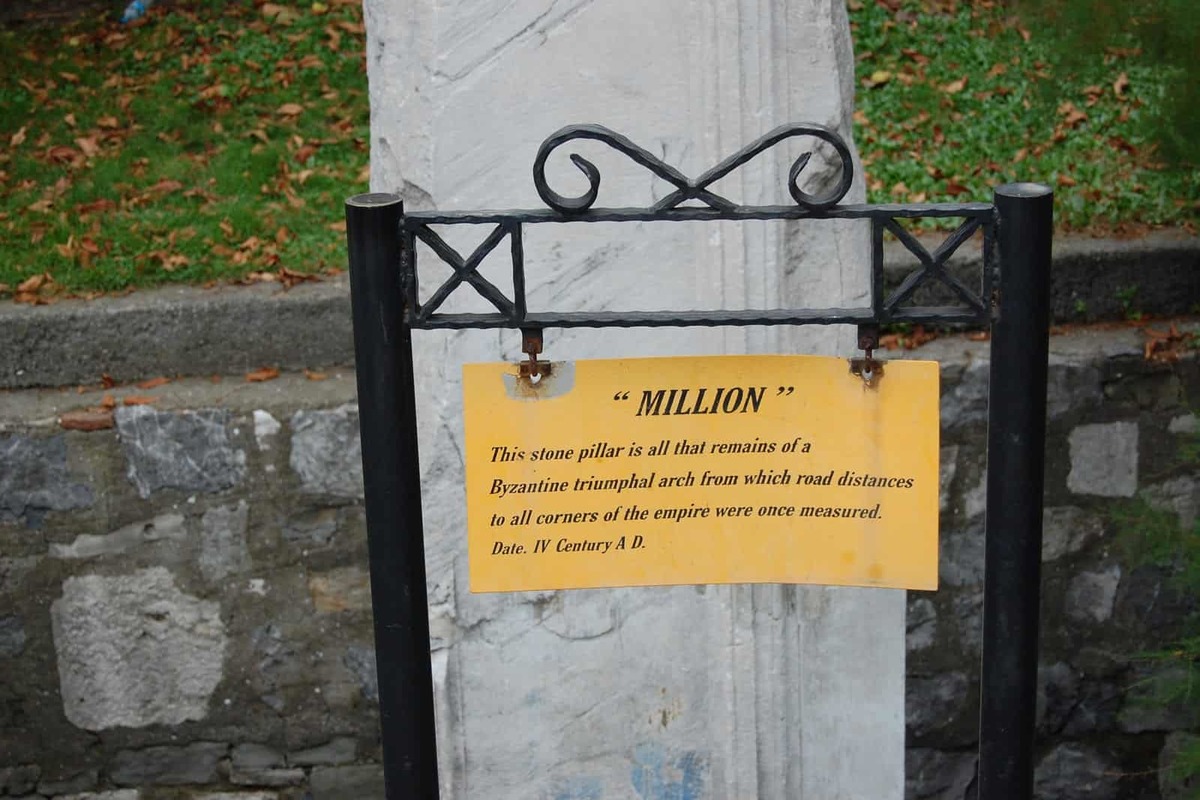 “ MILLION ”
This stone pillar is all that remains of a
Byzantine triumphal arch from which road distances
to all corners of the empire were once measured.
Date. IV Century A D.